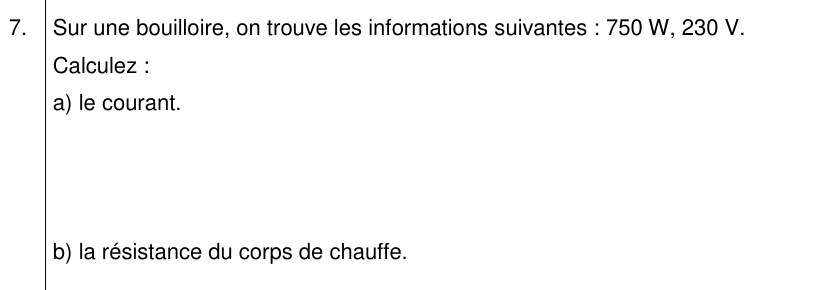 7. Sur une bouilloire, on trouve les informations suivantes : 750 W, 230 V.
Calculez :
a) le courant.
b) la résistance du corps de chauffe.